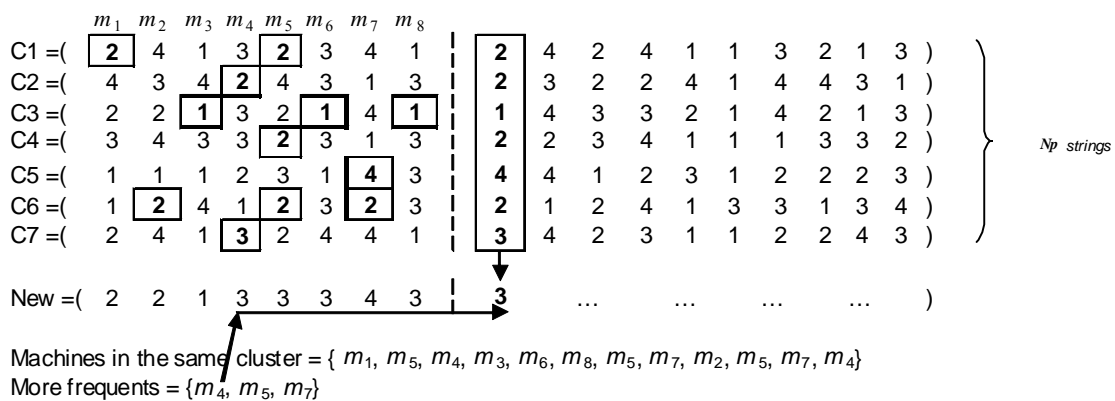 m1 m2 m3 m4 m5 m6 m7 m8
C1 =( 2 4 1 3 2 3 4 1 2 4 2 4 1 1 3 2 1 3 )
C2 =( 4 3 4 2 4 3 1 3 2 3 2 2 4 1 4 4 3 1 )
C3 =( 2 2 1 3 2 1 4 1 1 4 3 3 2 1 4 2 1 3 )
C4 =( 3 4 3 3 2 3 1 3 2 2 3 4 1 1 1 3 3 2 )
Np strings
C5 =( 1 1 1 2 3 1 4 3 4 4 1 2 3 1 2 2 2 3 )
C6 =( 1 2 4 1 2 3 2 3 2 1 2 4 1 3 3 1 3 4 )
C7 =( 2 4 1 3 2 4 4 1 3 4 2 3 1 1 2 2 4 3 )
New =( 2 2 1 3 3 3 4 3 3 ... ... ... ... )
Machines in the same cluster = { m1, m5, m4, m3, m6, m8, m5, m7, m2, m5, m7, m4}
More frequents = {m4, m5, m7}